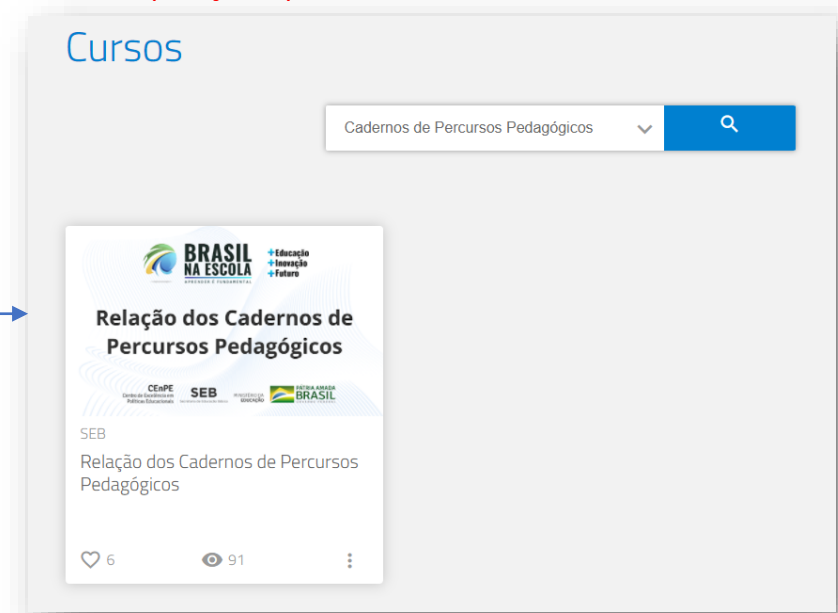 Cursos
Cadernos de Percursos Pedagógicos
BRASIL
NA ESCOLA
APRENDER É FUNDAMENTAL
+Educação
+Inovação
+Futuro
Relação dos Cadernos de
Percursos Pedagógicos
CEnPE
Centro de Excelência em
Políticas Educacionais
SEB
MINISTÉRIO DA
EDUCAÇÃO
PÁTRIA AMADA
BRASIL
SEB
Relação dos Cadernos de Percursos
Pedagógicos
6
91